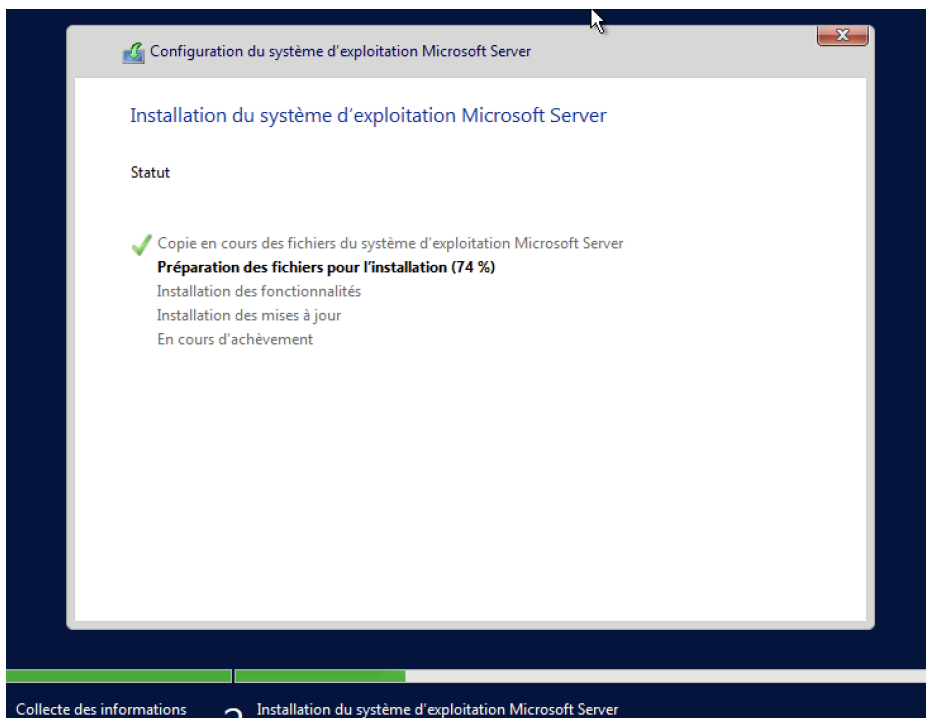 Configuration du système d'exploitation Microsoft Server
Installation du système d'exploitation Microsoft Server
Statut
Copie en cours des fichiers du système d'exploitation Microsoft Server
Préparation des fichiers pour l'installation (74 %)
Installation des fonctionnalités
Installation des mises à jour
En cours d'achèvement
Collecte des informations
Installation du système d'exploitation Microsoft Server